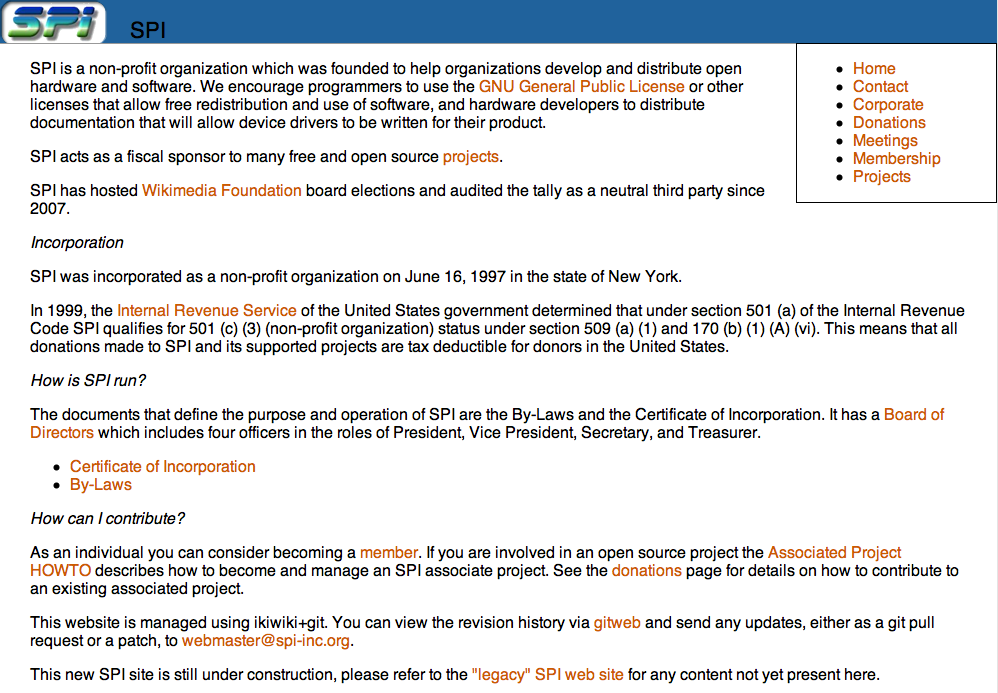 SPi
SPI
SPI is a non-profit organization which was founded to help organizations develop and distribute open
hardware and software. We encourage programmers to use the GNU General Public License or other
licenses that allow free redistribution and use of software, and hardware developers to distribute
documentation that will allow device drivers to be written for their product.
SPI acts as a fiscal sponsor to many free and open source projects.
SPI has hosted Wikimedia Foundation board elections and audited the tally as a neutral third party since
2007.
Home
Contact
Corporate
Donations
Meetings
Membership
Projects
Incorporation
SPI was incorporated as a non-profit organization on June 16, 1997 in the state of New York.
In 1999, the Internal Revenue Service of the United States government determined that under section 501 (a) of the Internal Revenue
Code SPI qualifies for 501 (c) (3) (non-profit organization) status under section 509 (a) (1) and 170 (b) (1) (A) (vi). This means that all
donations made to SPI and its supported projects are tax deductible for donors in the United States.
How is SPI run?
The documents that define the purpose and operation of SPI are the By-Laws and the Certificate of Incorporation. It has a Board of
Directors which includes four officers in the roles of President, Vice President, Secretary, and Treasurer.
Certificate of Incorporation
By-Laws
How can I contribute?
As an individual you can consider becoming a member. If you are involved in an open source project the Associated Project
HOWTO describes how to become and manage an SPI associate project. See the donations page for details on how to contribute to
an existing associated project.
This website is managed using ikiwiki+git. You can view the revision history via gitweb and send any updates, either as a git pull
request or a patch, to webmaster@spi-inc.org.
This new SPI site is still under construction, please refer to the "legacy" SPI web site for any content not yet present here.